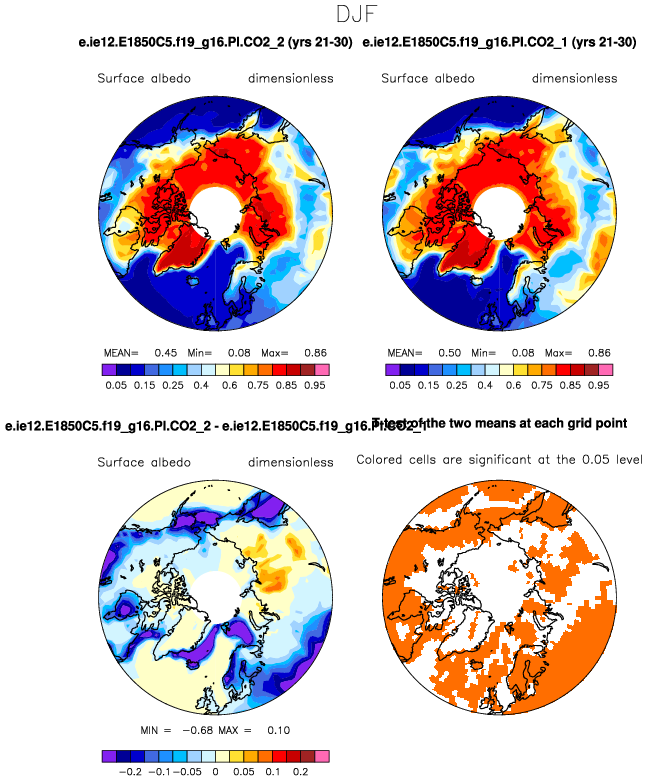 DJF
e.ie12.E1850C5.f19_g16.PI.CO2_2 (yrs 21-30) e.ie12.E1850C5.f19_g16.PI.CO2_1 (yrs 21-30)
Surface albedo dimensionless Surface albedo dimensionless
MEAN= 0.45 Min= 0.08 Max= 0.86 MEAN= 0.50 Min= 0.08 Max= 0.86
0.05 0.15 0.25 0.4 0.6 0.75 0.85 0.95 0.05 0.15 0.25 0.4 0.6 0.75 0.85 0.95
e.ie12.E1850C5.f19_g16.PI.CO2_2 - e.ie12.E1850C5.f19_g16.PI.CO2_1 T-test of the two means at each grid point
Surface albedo dimensionless Colored cells are significant at the 0.05 level
MIN = -0.68 MAX = 0.10
-0.2 -0.1 -0.05 0 0.05 0.1 0.2